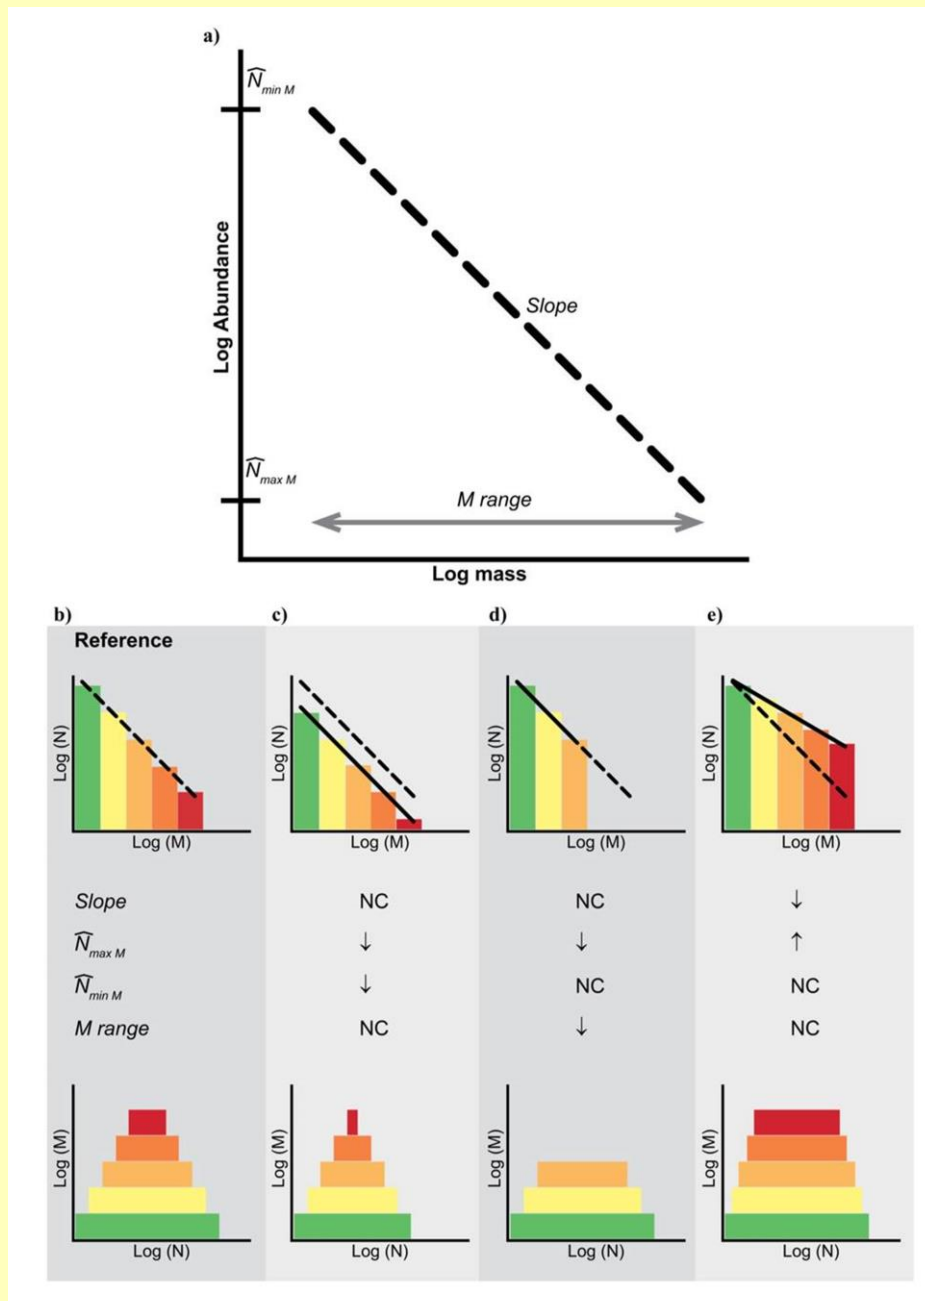 a)
N̂ min M
Log Abundance
Slope
N̂ max M
M range
Log mass
b) c) d) e)
Reference
Log (N) Log (N) Log (N) Log (N)
Log (M) Log (M) Log (M) Log (M)
Slope NC NC ↓
N̂ max M ↓ ↓ ↑
N̂ min M ↓ NC NC
M range NC ↓ NC
Log (M) Log (M) Log (M) Log (M)
Log (N) Log (N) Log (N) Log (N)